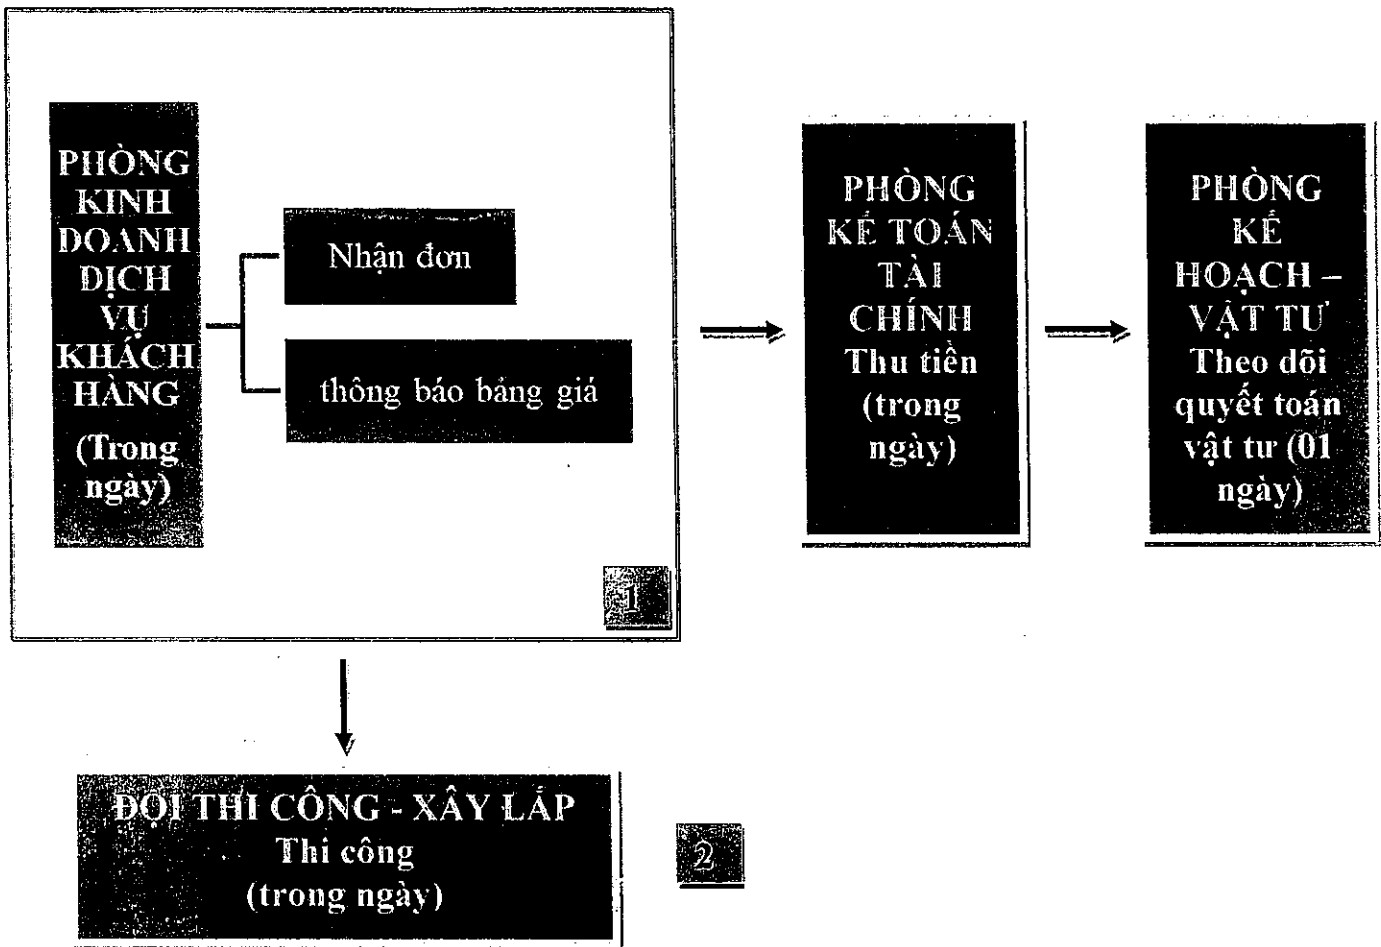 PHÒNG
KINH
DOANH
DỊCH
VỤ
KHÁCH
HÀNG
(Trong
ngày)
Nhận đơn
thông báo bảng giá
1
PHÒNG
KẾ TOÁN
TÀI
CHÍNH
Thu tiền
(trong
ngày)
PHÒNG
KẾ
HOẠCH –
VẬT TƯ
Theo dõi
quyết toán
vật tư (01
ngày)
ĐỘI THI CÔNG - XÂY LẮP
Thi công
(trong ngày)
2